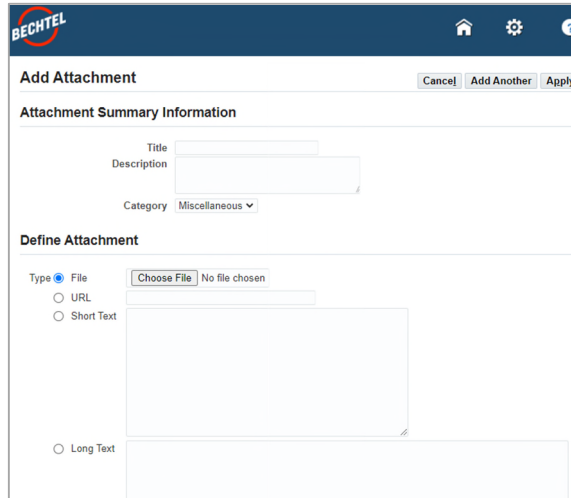 BECHTEL
?
Add Attachment
Cancel Add Another Apply
Attachment Summary Information
Title
Description
Category Miscellaneous
Define Attachment
Type File Choose File No file chosen
URL
Short Text
Long Text